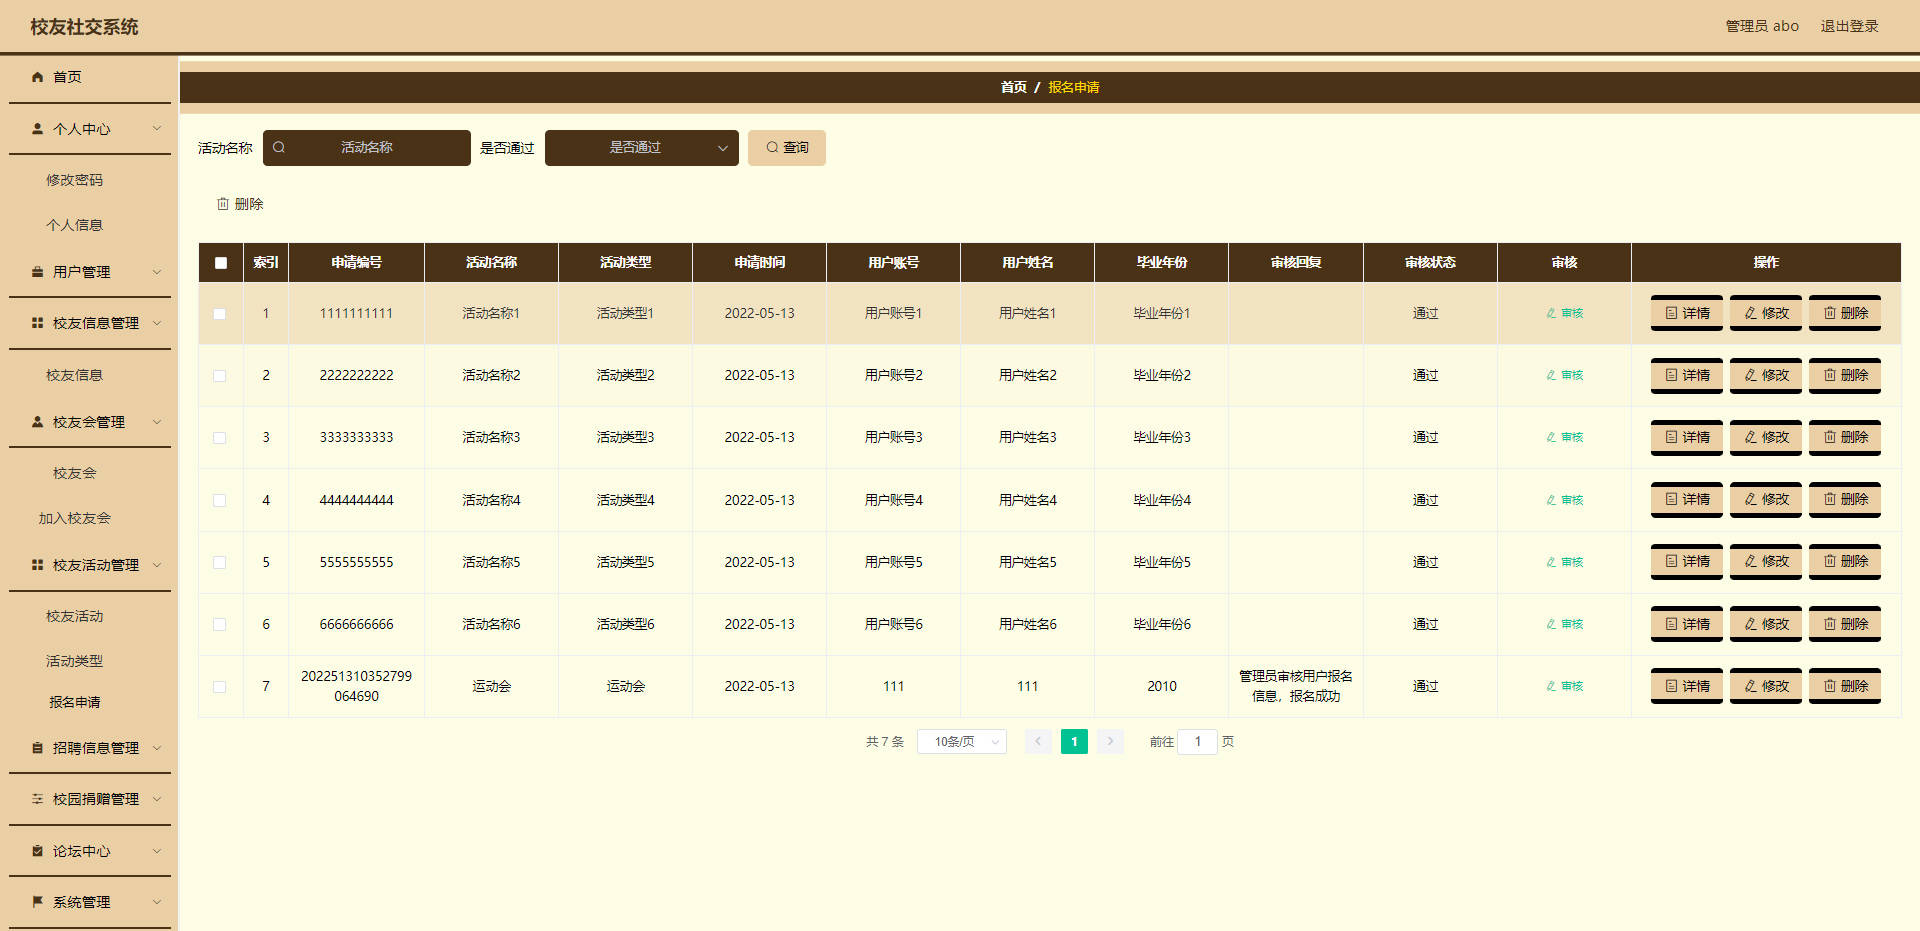 校友社交系统
管理员 abo 退出登录
首页
个人中心
修改密码
个人信息
用户管理
校友信息管理
校友信息
校友会管理
校友会
加入校友会
校友活动管理
校友活动
活动类型
报名申请
招聘信息管理
校园捐赠管理
论坛中心
系统管理
首页 / 报名申请
活动名称 活动名称 是否通过 是否通过 查询
删除
索引 申请编号 活动名称 活动类型 申请时间 用户账号 用户姓名 毕业年份 审核回复 审核状态 审核 操作
1 1111111111 活动名称1 活动类型1 2022-05-13 用户账号1 用户姓名1 毕业年份1 通过 审核 详情 修改 删除
2 2222222222 活动名称2 活动类型2 2022-05-13 用户账号2 用户姓名2 毕业年份2 通过 审核 详情 修改 删除
3 3333333333 活动名称3 活动类型3 2022-05-13 用户账号3 用户姓名3 毕业年份3 通过 审核 详情 修改 删除
4 4444444444 活动名称4 活动类型4 2022-05-13 用户账号4 用户姓名4 毕业年份4 通过 审核 详情 修改 删除
5 5555555555 活动名称5 活动类型5 2022-05-13 用户账号5 用户姓名5 毕业年份5 通过 审核 详情 修改 删除
6 6666666666 活动名称6 活动类型6 2022-05-13 用户账号6 用户姓名6 毕业年份6 通过 审核 详情 修改 删除
202251310352799 管理员审核用户报名
7 运动会 运动会 2022-05-13 111 111 2010 通过 审核 详情 修改 删除
064690 信息，报名成功
共 7 条 10条/页 1 前往 1 页